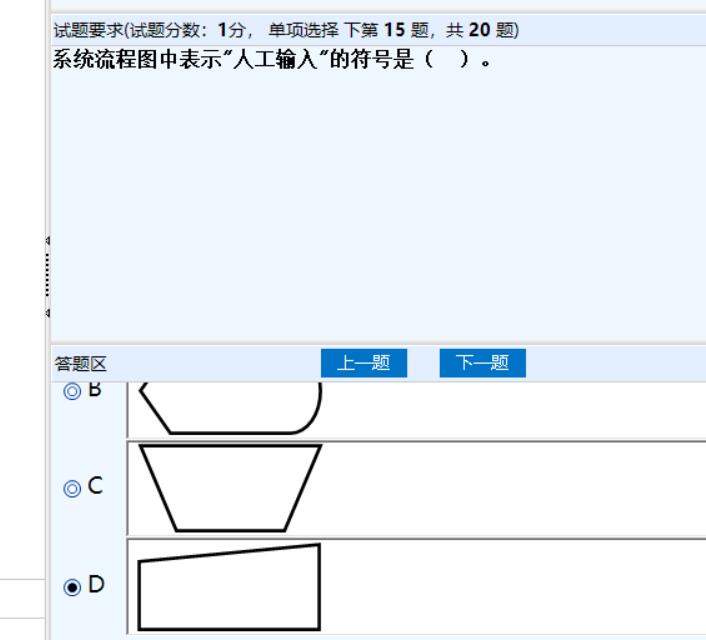 试题要求(试题分数：1分， 单项选择 下第 15 题，共 20 题)
系统流程图中表示"人工输入"的符号是（　）。
答题区
上一题
下一题
B
C
D